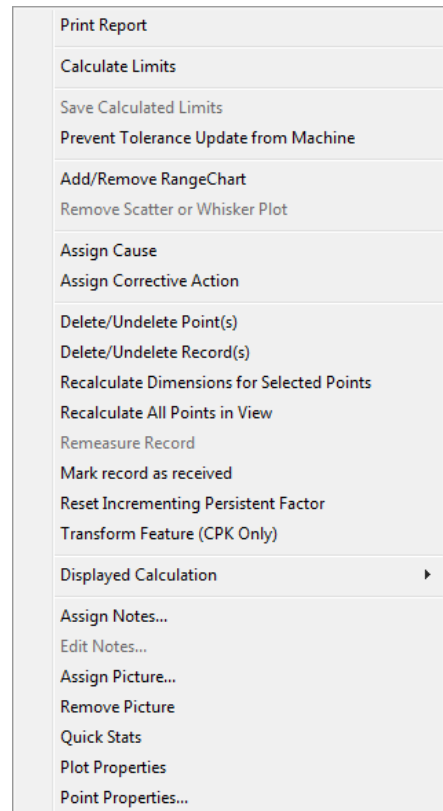 Print Report
Calculate Limits
Save Calculated Limits
Prevent Tolerance Update from Machine
Add/Remove RangeChart
Remove Scatter or Whisker Plot
Assign Cause
Assign Corrective Action
Delete/Undelete Point(s)
Delete/Undelete Record(s)
Recalculate Dimensions for Selected Points
Recalculate All Points in View
Remeasure Record
Mark record as received
Reset Incrementing Persistent Factor
Transform Feature (CPK Only)
Displayed Calculation
Assign Notes...
Edit Notes...
Assign Picture...
Remove Picture
Quick Stats
Plot Properties
Point Properties...